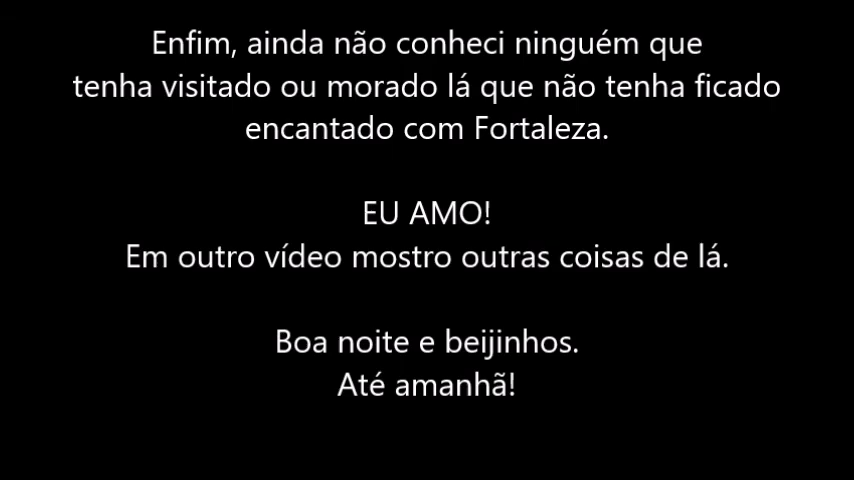 Enfim, ainda não conheci ninguém que
tenha visitado ou morado lá que não tenha ficado
encantado com Fortaleza.
EU AMO!
Em outro vídeo mostro outras coisas de lá.
Boa noite e beijinhos.
Até amanhã!